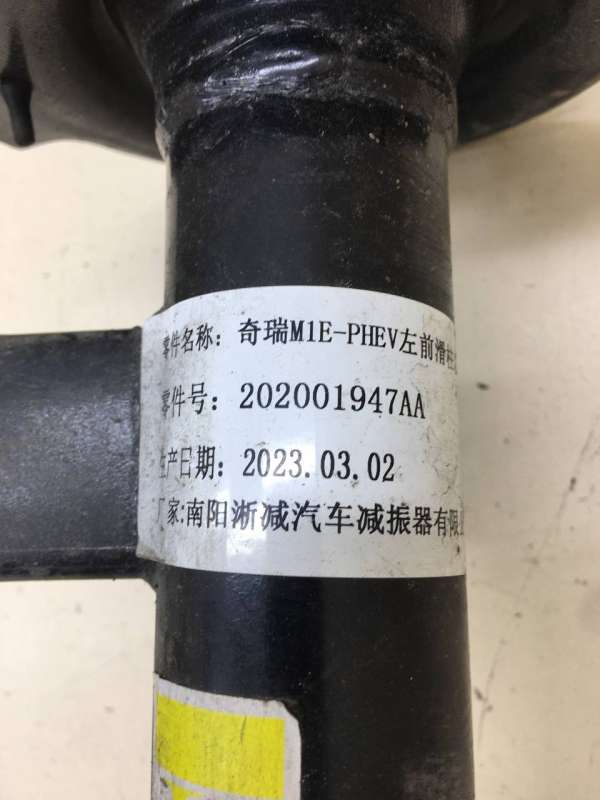 零件名称：奇瑞M1E-PHEV左前滑柱
零件号：202001947AA
生产日期：2023.03.02
厂家:南阳淅减汽车减振器有限